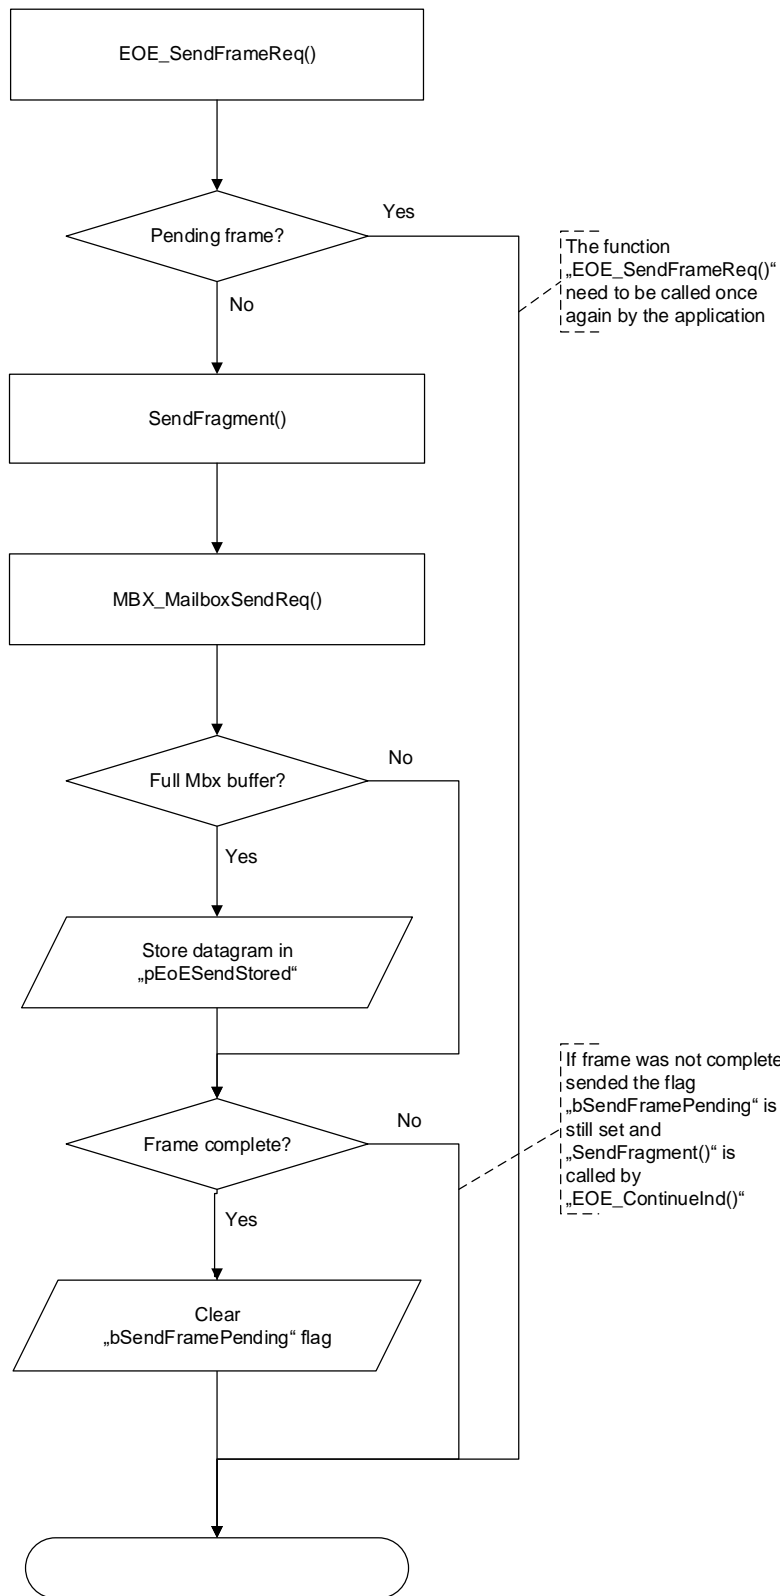 EOE_SendFrameReq()
Yes
Pending frame?
The function
„EOE_SendFrameReq()“
need to be called once
again by the application
No
SendFragment()
MBX_MailboxSendReq()
No
Full Mbx buffer?
Yes
Store datagram in
„pEoESendStored“
If frame was not complete
sended the flag
„bSendFramePending“ is
still set and
„SendFragment()“ is
called by
„EOE_ContinueInd()“
No
Frame complete?
Yes
Clear
„bSendFramePending“ flag